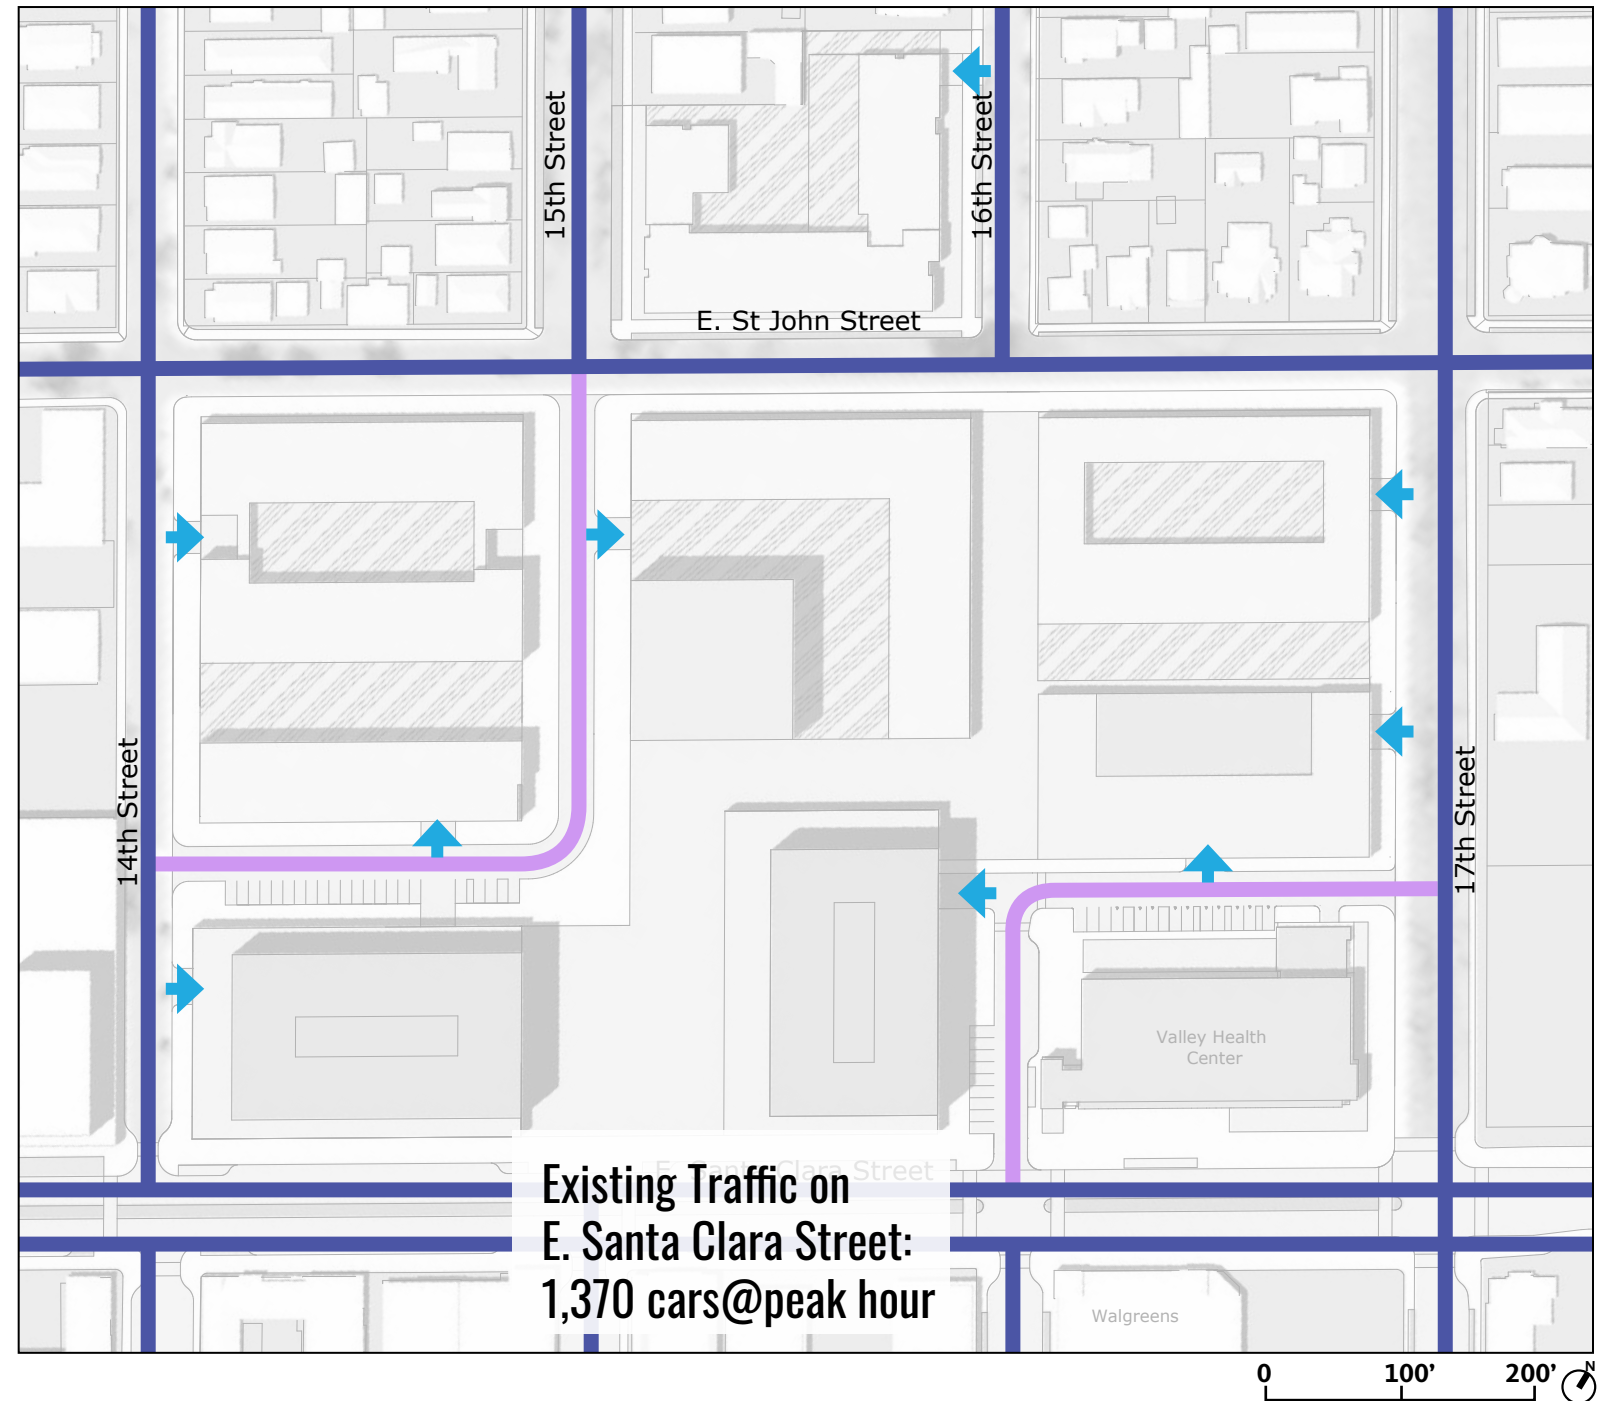 15th Street
16th Street
E. St John Street
14th Street
17th Street
Valley Health
Center
E. Santa Clara Street
Existing Traffic on
E. Santa Clara Street:
1,370 cars@peak hour
Walgreens
0 100’ 200’ N